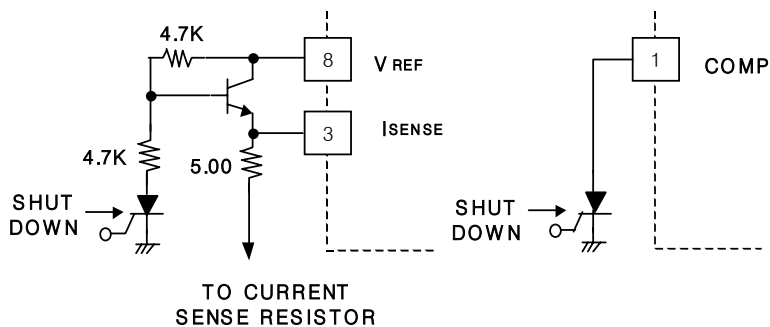 4.7K
8
VREF
1
COMP
3
ISENSE
4.7K
5.00
SHUT
DOWN
SHUT
DOWN
TO CURRENT
SENSE RESISTOR